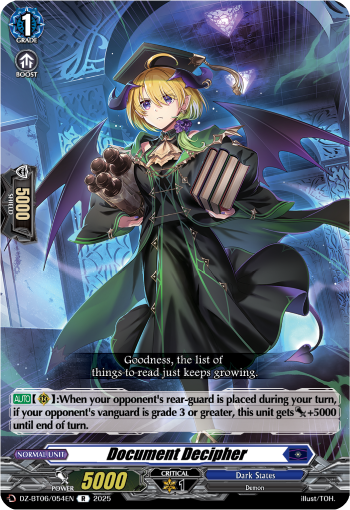 1
GRADE
BOOST
5000
SHIELD
Goodness, the list of
things to read just keeps growing.
AUTO【】:When your opponent's rear-guard is placed during your turn,
if your opponent's vanguard is grade 3 or greater, this unit gets +5000
until end of turn.
NORMAL UNIT
Document Decipher
POWER 5000
CRITICAL
1
Dark States
Demon
DZ-BT06/054EN R 2025
illust/TOH.